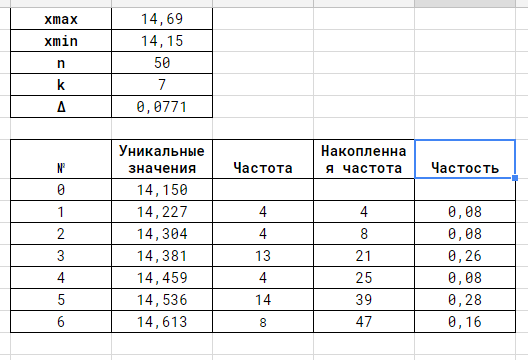 xmax 14,69
xmin 14,15
n 50
k 7
Δ 0,0771
Уникальные Накопленна
№ значения Частота я частота Частость
0 14,150
1 14,227 4 4 0,08
2 14,304 4 8 0,08
3 14,381 13 21 0,26
4 14,459 4 25 0,08
5 14,536 14 39 0,28
6 14,613 8 47 0,16